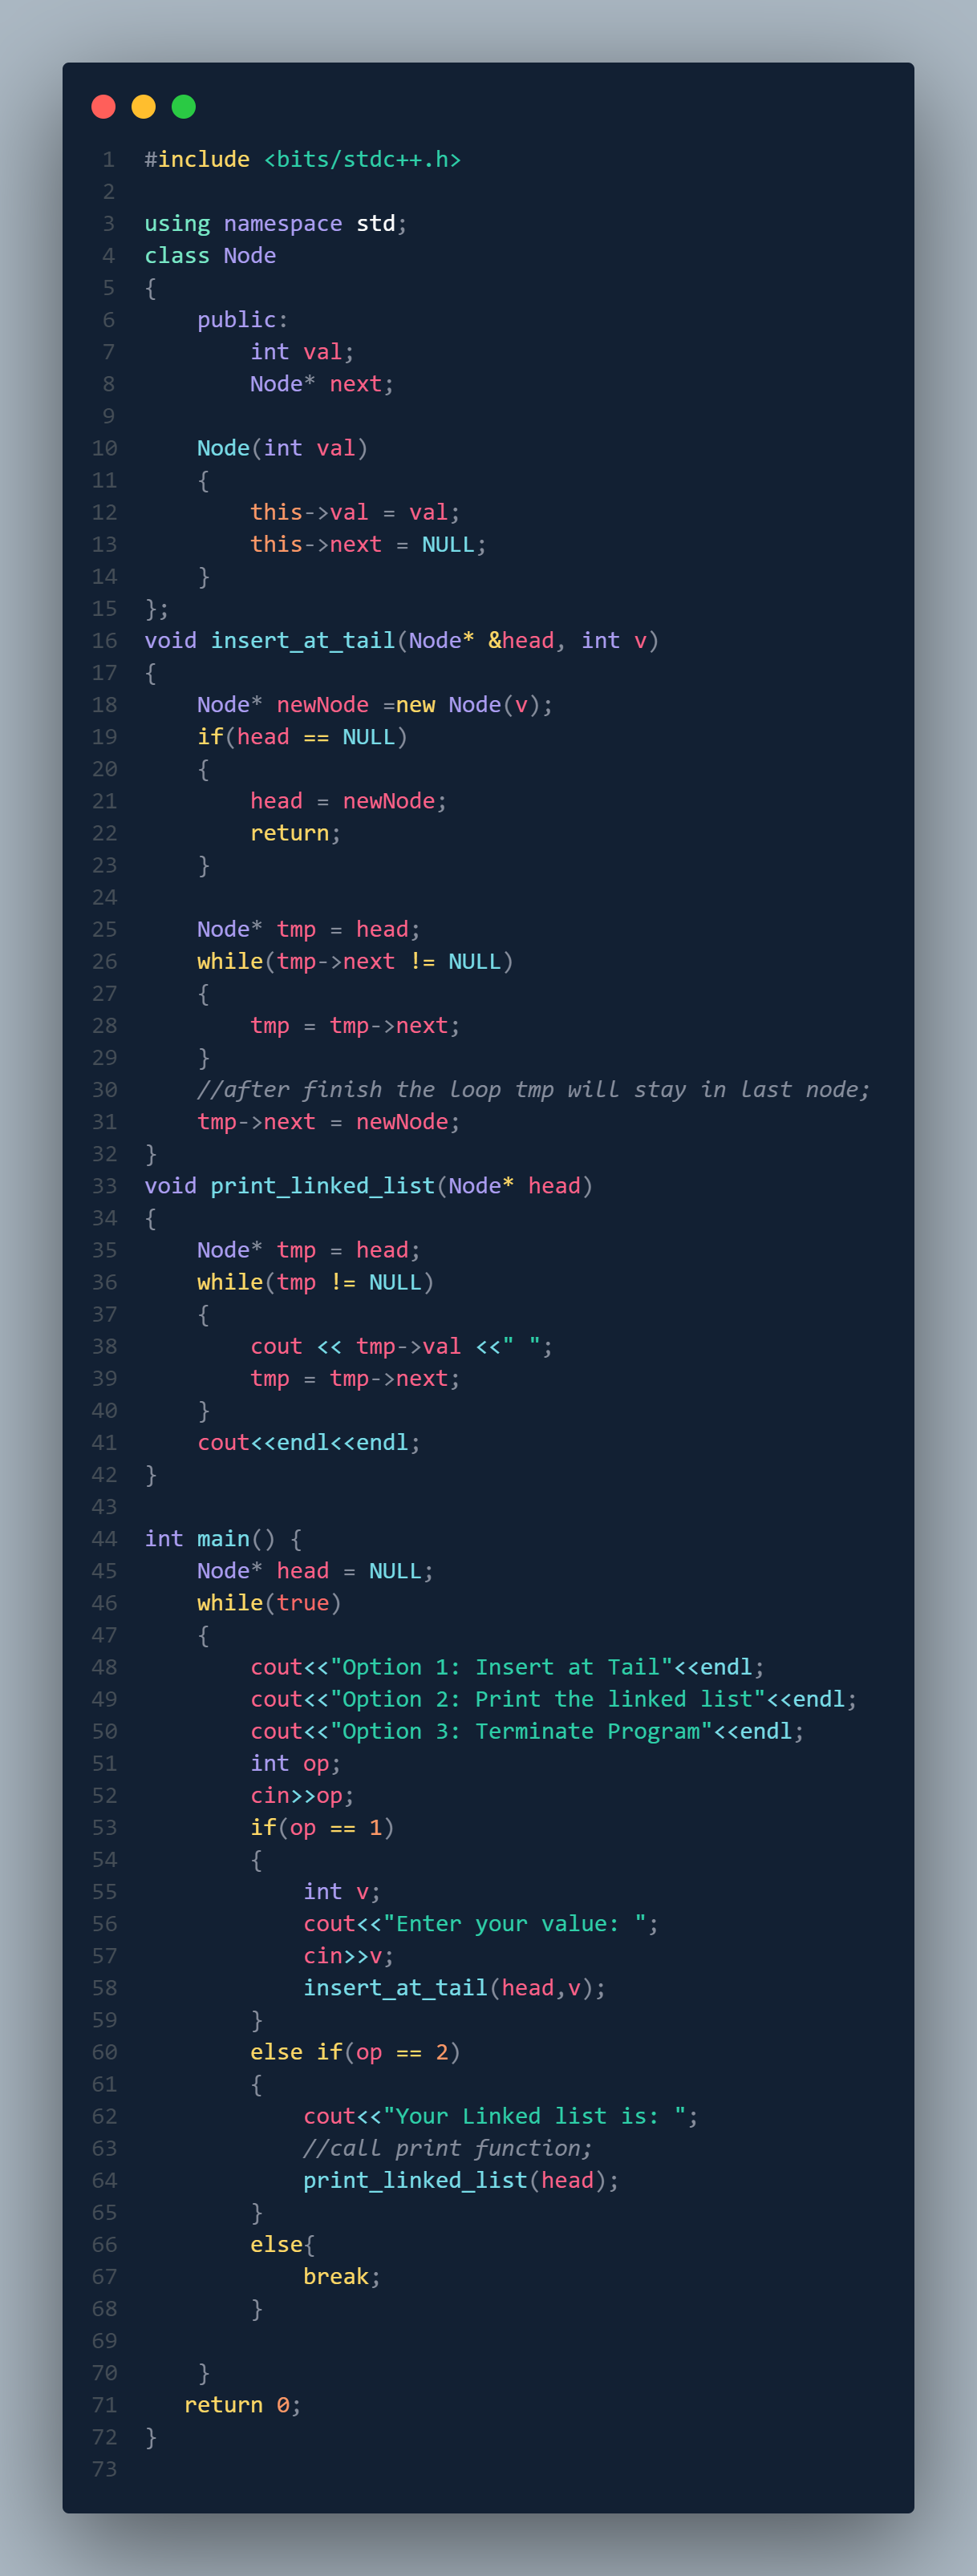 1 #include <bits/stdc++.h>
2
3 using namespace std;
4 class Node
5 {
6     public:
7         int val;
8         Node* next;
9
10     Node(int val)
11     {
12         this->val = val;
13         this->next = NULL;
14     }
15 };
16 void insert_at_tail(Node* &head, int v)
17 {
18     Node* newNode =new Node(v);
19     if(head == NULL)
20     {
21         head = newNode;
22         return;
23     }
24
25     Node* tmp = head;
26     while(tmp->next != NULL)
27     {
28         tmp = tmp->next;
29     }
30     //after finish the loop tmp will stay in last node;
31     tmp->next = newNode;
32 }
33 void print_linked_list(Node* head)
34 {
35     Node* tmp = head;
36     while(tmp != NULL)
37     {
38         cout << tmp->val <<" ";
39         tmp = tmp->next;
40     }
41     cout<<endl<<endl;
42 }
43
44 int main() {
45     Node* head = NULL;
46     while(true)
47     {
48         cout<<"Option 1: Insert at Tail"<<endl;
49         cout<<"Option 2: Print the linked list"<<endl;
50         cout<<"Option 3: Terminate Program"<<endl;
51         int op;
52         cin>>op;
53         if(op == 1)
54         {
55             int v;
56             cout<<"Enter your value: ";
57             cin>>v;
58             insert_at_tail(head,v);
59         }
60         else if(op == 2)
61         {
62             cout<<"Your Linked list is: ";
63             //call print function;
64             print_linked_list(head);
65         }
66         else{
67             break;
68         }
69
70     }
71    return 0;
72 }
73